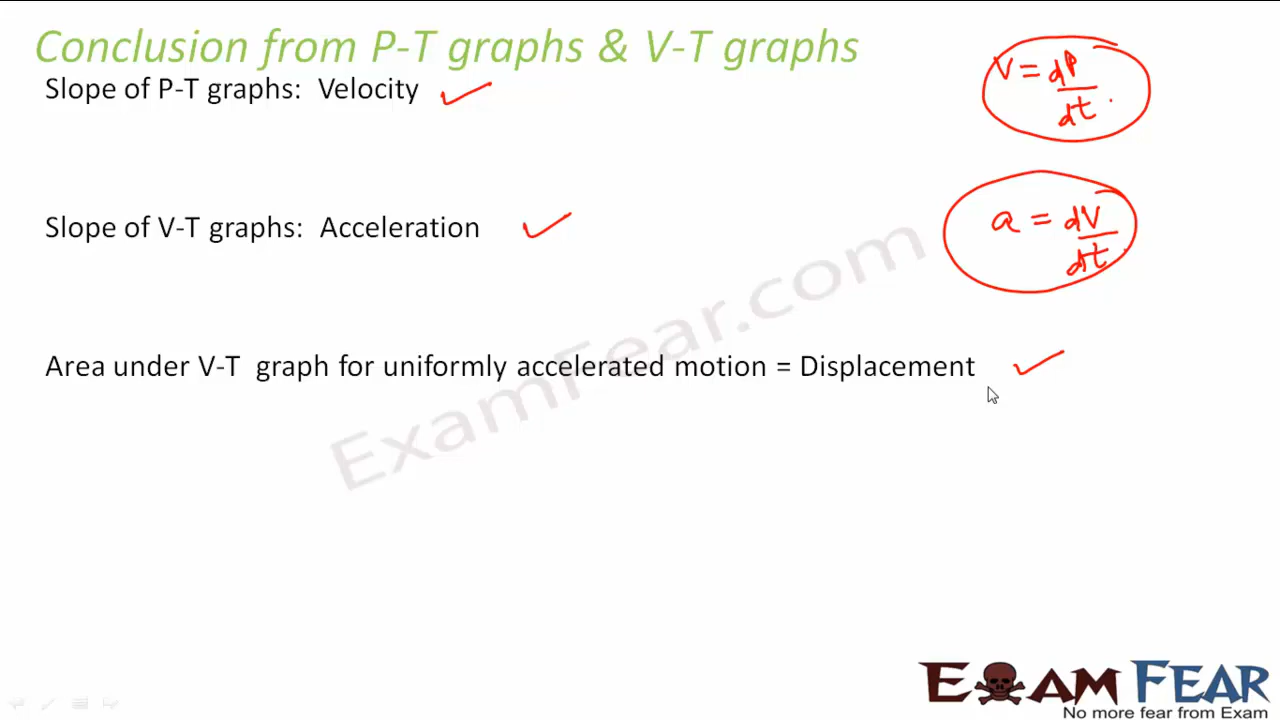 Conclusion from P-T graphs & V-T graphs
Slope of P-T graphs: Velocity
V = dP
dt
Slope of V-T graphs: Acceleration
a = dV
dt
Area under V-T graph for uniformly accelerated motion = Displacement
ExamFear.com
EXAM FEAR
No more fear from Exam